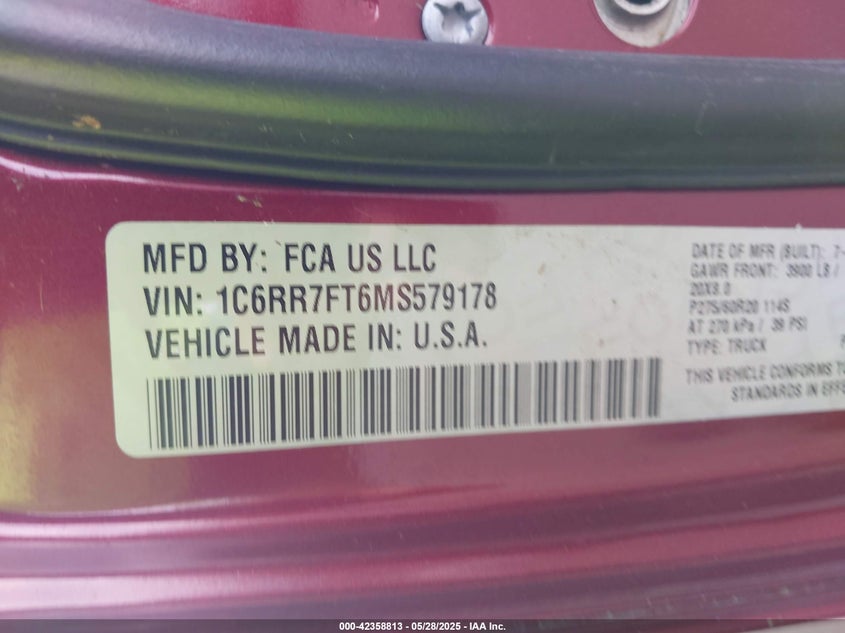 MFD BY: FCA US LLC
VIN: 1C6RR7FT6MS579178
VEHICLE MADE IN: U.S.A.
DATE OF MFR (BUILT): 7-
GAWR FRONT: 3900 LB /
20X8.0
P275/60R20 114S
AT 270 kPa / 39 PSI
TYPE: TRUCK
THIS VEHICLE CONFORMS TO
STANDARDS IN EFFE
000-42358813 - 05/28/2025 - IAA Inc.